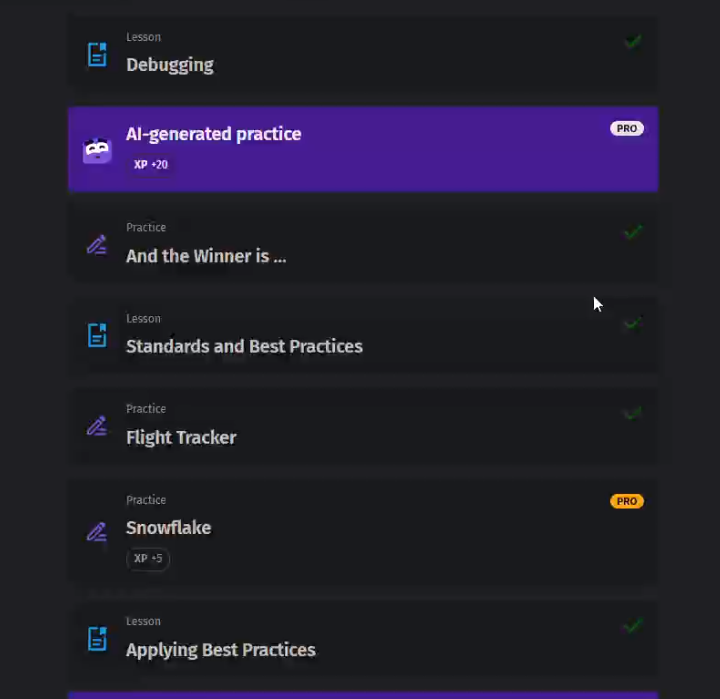 Lesson
Debugging
AI-generated practice
PRO
XP +20
Practice
And the Winner is ...
Lesson
Standards and Best Practices
Practice
Flight Tracker
Practice
PRO
Snowflake
XP +5
Lesson
Applying Best Practices